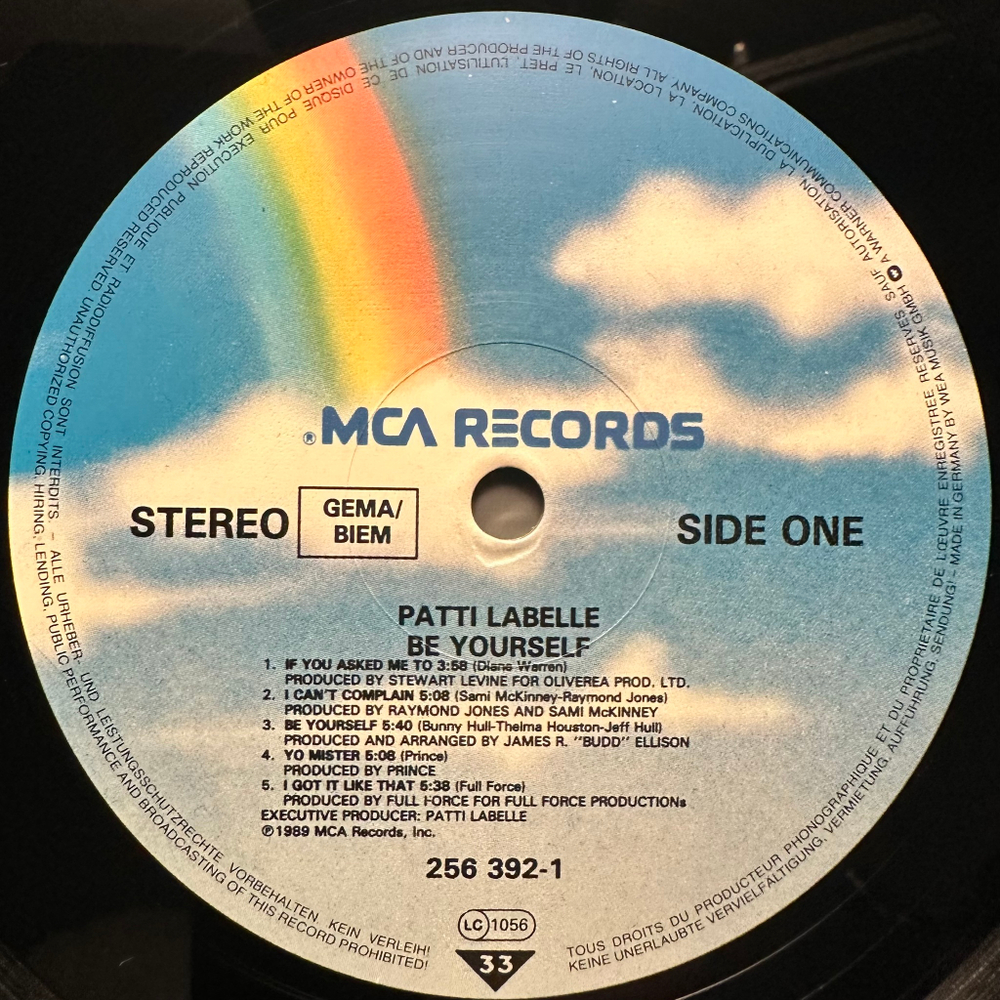 ® MCA RECORDS
STEREO
GEMA/
BIEM
SIDE ONE
PATTI LABELLE
BE YOURSELF
1. IF YOU ASKED ME TO 3:58 (Diane Warren)
PRODUCED BY STEWART LEVINE FOR OLIVEREA PROD. LTD.
2. I CAN'T COMPLAIN 5:08 (Sami McKinney-Raymond Jones)
PRODUCED BY RAYMOND JONES AND SAMI McKINNEY
3. BE YOURSELF 5:40 (Bunny Hull-Thelma Houston-Jeff Hull)
PRODUCED AND ARRANGED BY JAMES R. "BUDD" ELLISON
4. YO MISTER 5:08 (Prince)
PRODUCED BY PRINCE
5. I GOT IT LIKE THAT 5:38 (Full Force)
PRODUCED BY FULL FORCE FOR FULL FORCE PRODUCTIONs
EXECUTIVE PRODUCER: PATTI LABELLE
℗1989 MCA Records, Inc.
256 392-1
LC 1056
33
TOUS DROITS DU PRODUCTEUR PHONOGRAPHIQUE ET DU PROPRIETAIRE DE L'ŒUVRE ENREGISTREE RESERVES. SAUF AUTORISATION, LA DUPLICATION, LA LOCATION, LE PRET, L'UTILISATION DE CE DISQUE POUR EXECUTION PUBLIQUE ET RADIODIFFUSION SONT INTERDITS. – ALLE URHEBER- UND LEISTUNGSSCHUTZRECHTE VORBEHALTEN. KEIN VERLEIH!
KEINE UNERLAUBTE VERVIELFÄLTIGUNG, VERMIETUNG, AUFFÜHRUNG, SENDUNG! – MADE IN GERMANY BY WEA MUSIK GMBH A WARNER COMMUNICATIONS COMPANY. ALL RIGHTS OF THE PRODUCER AND OF THE OWNER OF THE WORK REPRODUCED RESERVED. UNAUTHORIZED COPYING, HIRING, LENDING, PUBLIC PERFORMANCE AND BROADCASTING OF THIS RECORD PROHIBITED!